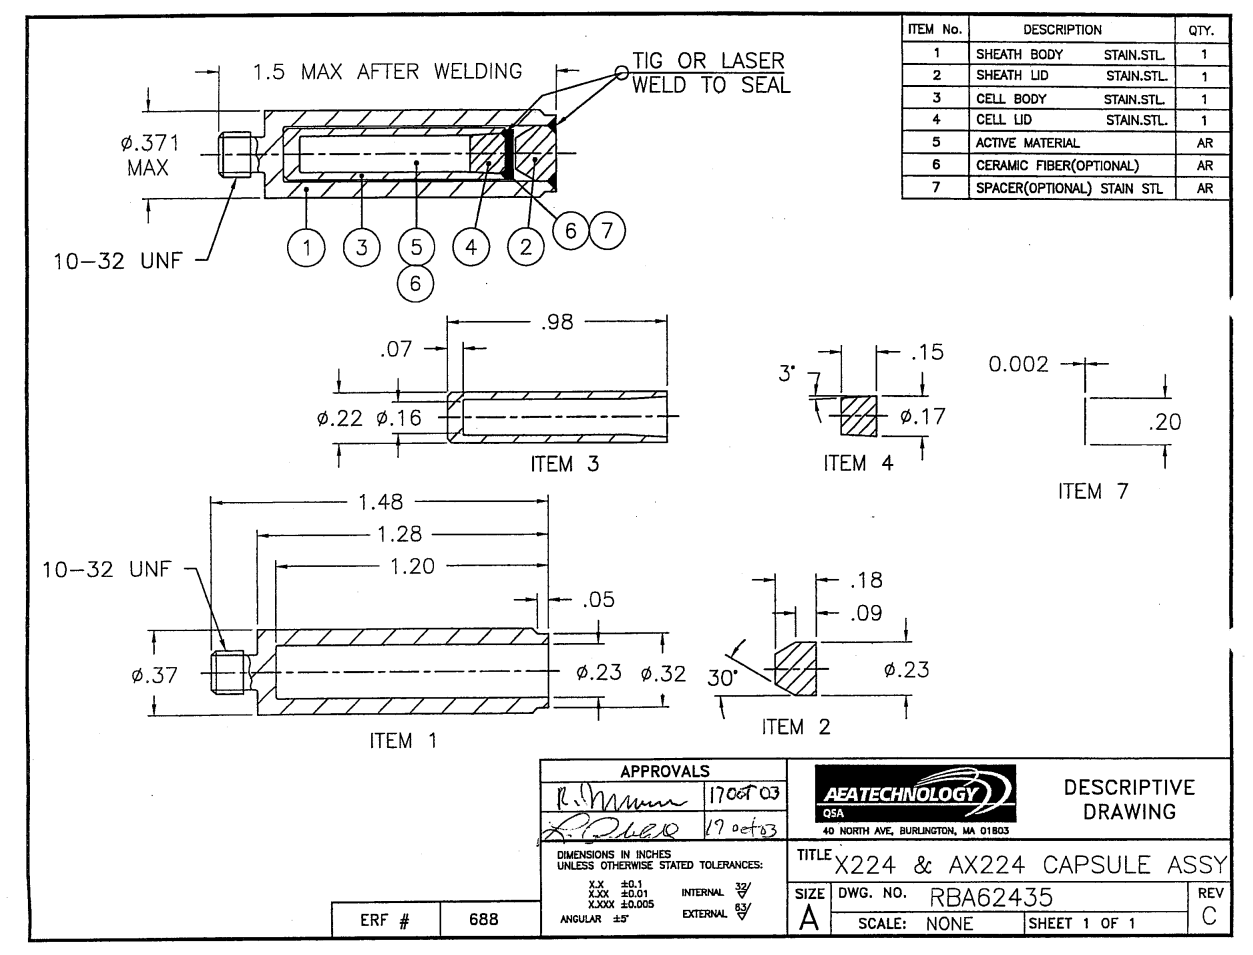 ITEM No. DESCRIPTION QTY.
1 SHEATH BODY STAIN.STL. 1
2 SHEATH LID STAIN.STL. 1
3 CELL BODY STAIN.STL. 1
4 CELL LID STAIN.STL. 1
5 ACTIVE MATERIAL AR
6 CERAMIC FIBER(OPTIONAL) AR
7 SPACER(OPTIONAL) STAIN STL AR
1.5 MAX AFTER WELDING
TIG OR LASER
WELD TO SEAL
ø.371
MAX
10-32 UNF
1 3 5 4 2 6 7
6
.98
.07
ø.22 ø.16
ITEM 3
.15
3°
ø.17
ITEM 4
0.002
.20
ITEM 7
1.48
1.28
1.20
10-32 UNF
.05
ø.37
ø.23 ø.32
ITEM 1
.18
.09
30°
ø.23
ITEM 2
APPROVALS
17 Oct 03
17 oct 03
DIMENSIONS IN INCHES
UNLESS OTHERWISE STATED TOLERANCES:
X.X ±0.1
X.XX ±0.01
X.XXX ±0.005
ANGULAR ±5°
INTERNAL 32/
EXTERNAL 63/
AEA TECHNOLOGY
QSA
40 NORTH AVE, BURLINGTON, MA 01803
DESCRIPTIVE
DRAWING
TITLE X224 & AX224 CAPSULE ASSY
SIZE A
DWG. NO. RBA62435
REV C
SCALE: NONE
SHEET 1 OF 1
ERF # 688